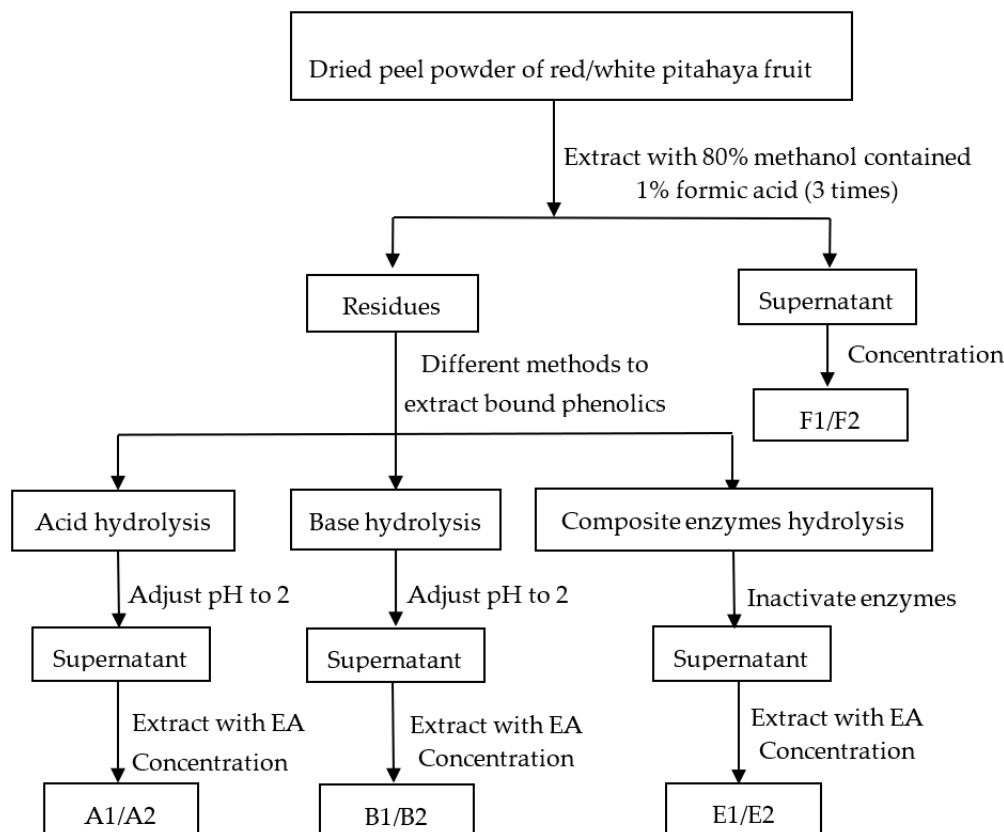 Dried peel powder of red/white pitahaya fruit
Extract with 80% methanol contained
1% formic acid (3 times)
Residues
Supernatant
Different methods to
extract bound phenolics
Concentration
F1/F2
Acid hydrolysis
Base hydrolysis
Composite enzymes hydrolysis
Adjust pH to 2
Adjust pH to 2
Inactivate enzymes
Supernatant
Supernatant
Supernatant
Extract with EA
Concentration
Extract with EA
Concentration
Extract with EA
Concentration
A1/A2
B1/B2
E1/E2